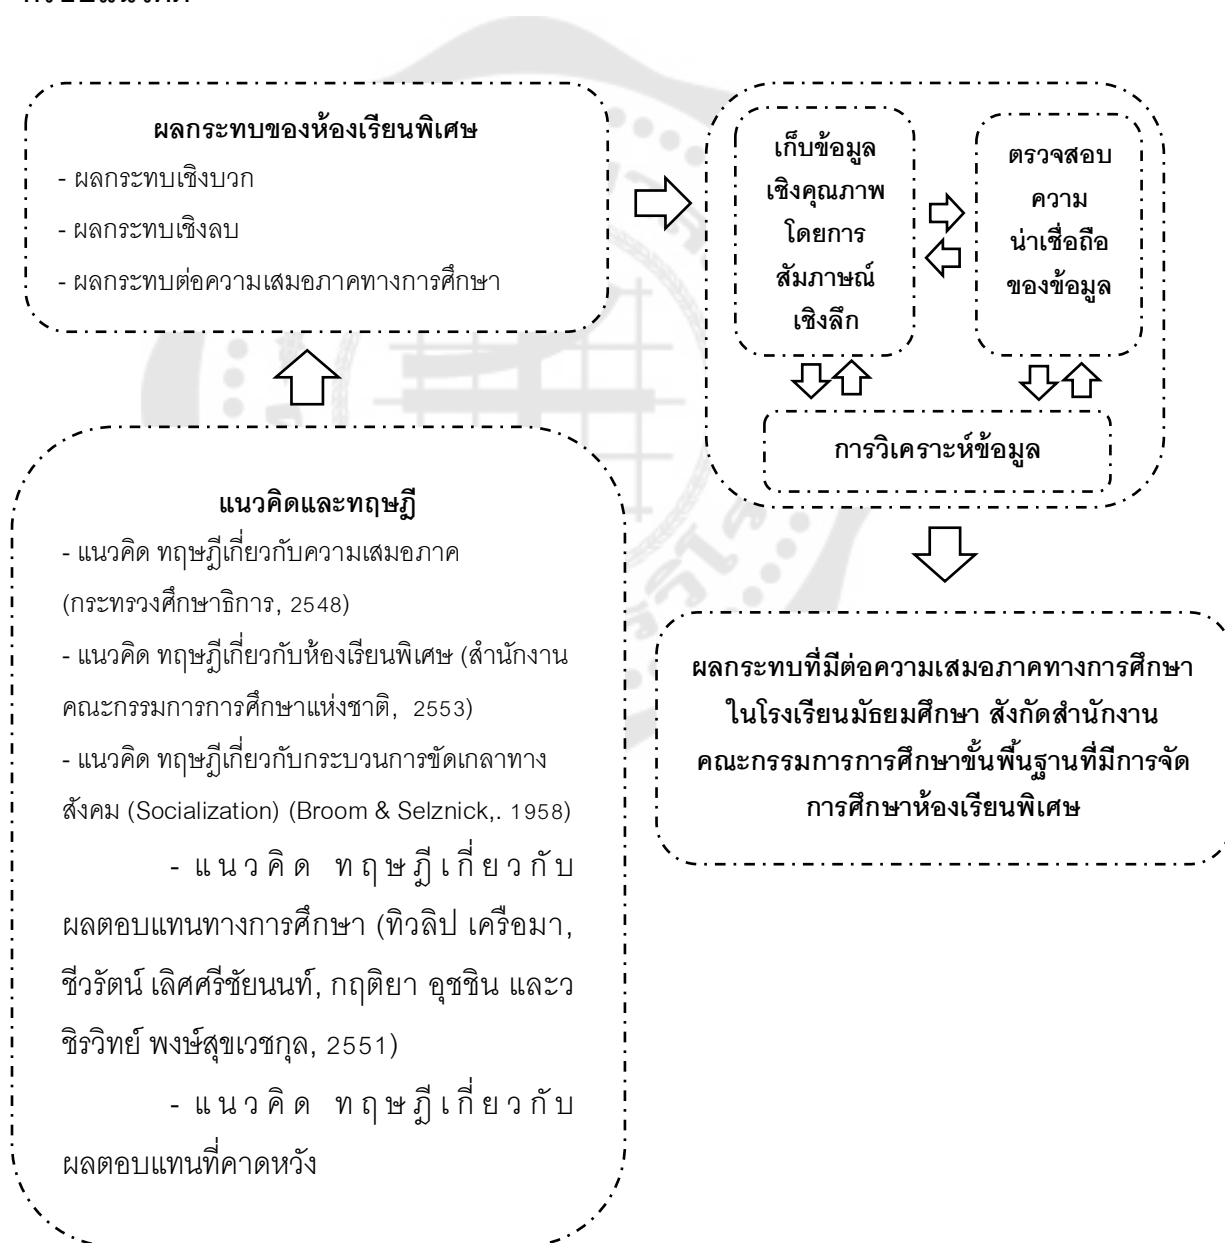 ผลกระทบของห้องเรียนพิเศษ
- ผลกระทบเชิงบวก
- ผลกระทบเชิงลบ
- ผลกระทบต่อความเสมอภาคทางการศึกษา
เก็บข้อมูล
เชิงคุณภาพ
โดยการ
สัมภาษณ์
เชิงลึก
ตรวจสอบ
ความ
น่าเชื่อถือ
ของข้อมูล
การวิเคราะห์ข้อมูล
แนวคิดและทฤษฎี
- แนวคิด ทฤษฎีเกี่ยวกับความเสมอภาค
(กระทรวงศึกษาธิการ, 2548)
- แนวคิด ทฤษฎีเกี่ยวกับห้องเรียนพิเศษ (สำนักงาน
คณะกรรมการการศึกษาแห่งชาติ, 2553)
- แนวคิด ทฤษฎีเกี่ยวกับกระบวนการขัดเกลาทาง
สังคม (Socialization) (Broom & Selznick,. 1958)
- แนวคิด ทฤษฎีเกี่ยวกับ
ผลตอบแทนทางการศึกษา (ทิวลิป เครือมา,
ชีวรัตน์ เลิศศรีชัยนนท์, กฤติยา อุชชิน และว
ชิรวิทย์ พงษ์สุขเวชกุล, 2551)
- แนวคิด ทฤษฎีเกี่ยวกับ
ผลตอบแทนที่คาดหวัง
ผลกระทบที่มีต่อความเสมอภาคทางการศึกษา
ในโรงเรียนมัธยมศึกษา สังกัดสำนักงาน
คณะกรรมการการศึกษาขั้นพื้นฐานที่มีการจัด
การศึกษาห้องเรียนพิเศษ